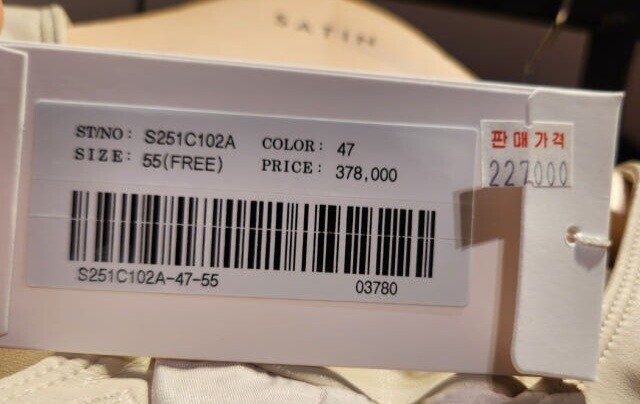 SATIN
ST/NO: S251C102A COLOR: 47
SIZE: 55(FREE) PRICE: 378,000
S251C102A-47-55 03780
판매가격
227000